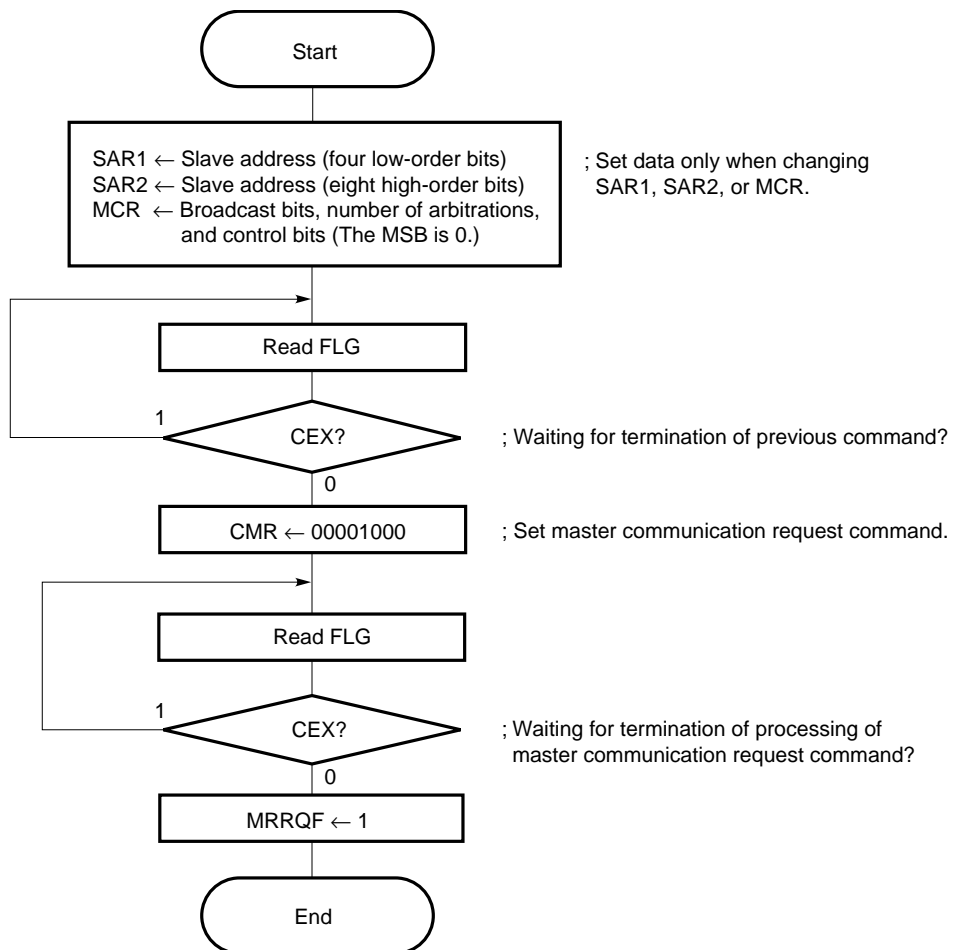 Start
SAR1 ← Slave address (four low-order bits)
SAR2 ← Slave address (eight high-order bits)
MCR ← Broadcast bits, number of arbitrations,
and control bits (The MSB is 0.)
; Set data only when changing
SAR1, SAR2, or MCR.
Read FLG
1
CEX?
; Waiting for termination of previous command?
0
CMR ← 00001000
; Set master communication request command.
Read FLG
1
CEX?
; Waiting for termination of processing of
master communication request command?
0
MRRQF ← 1
End